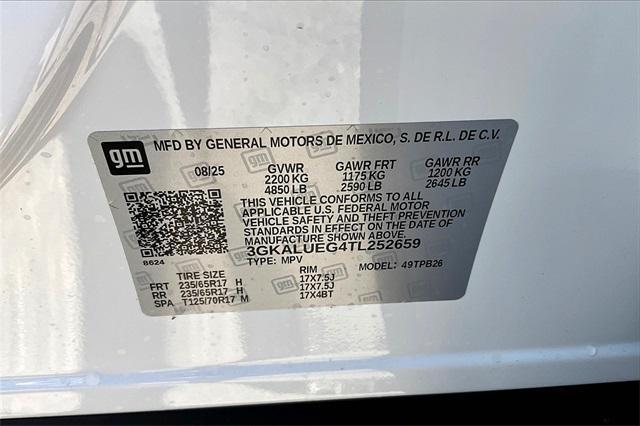 gm MFD BY GENERAL MOTORS DE MEXICO, S. DE R.L. DE C.V.
08/25 GVWR GAWR FRT GAWR RR
2200 KG 1175 KG 1200 KG
4850 LB 2590 LB 2645 LB
THIS VEHICLE CONFORMS TO ALL
APPLICABLE U.S. FEDERAL MOTOR
VEHICLE SAFETY AND THEFT PREVENTION
STANDARDS IN EFFECT ON THE DATE OF
MANUFACTURE SHOWN ABOVE.
3GKALUEG4TL252659
8624 TYPE: MPV MODEL: 49TPB26
TIRE SIZE RIM
FRT 235/65R17 H 17X7.5J
RR 235/65R17 H 17X7.5J
SPA T125/70R17 M 17X4BT